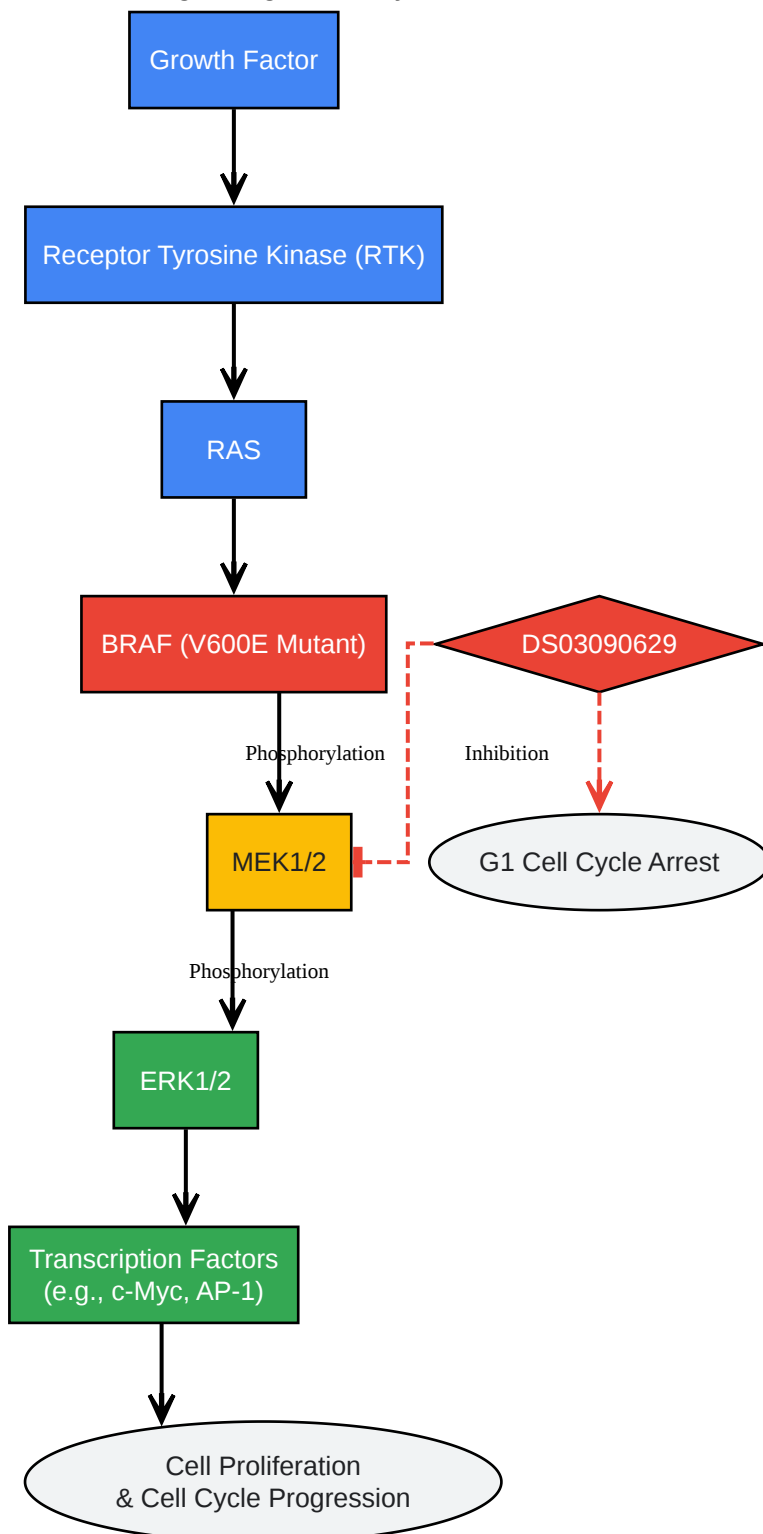 Growth Factor
Receptor Tyrosine Kinase (RTK)
RAS
BRAF (V600E Mutant)
DS03090629
Phosphorylation
Inhibition
MEK1/2
G1 Cell Cycle Arrest
Phosphorylation
ERK1/2
Transcription Factors
(e.g., c-Myc, AP-1)
Cell Proliferation
& Cell Cycle Progression